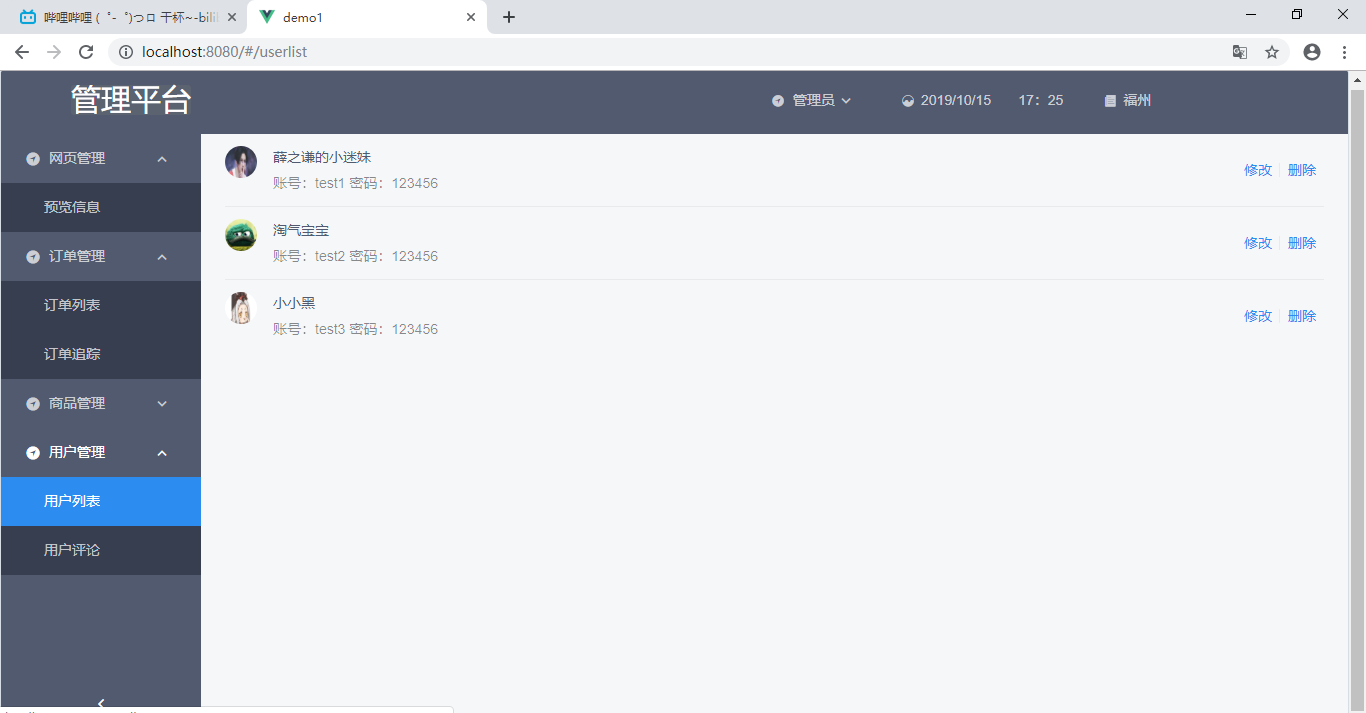 哔哩哔哩 (゜-゜)つロ 干杯~-bili
demo1
localhost:8080/#/userlist
管理平台
管理员
2019/10/15
17：25
福州
网页管理
预览信息
订单管理
订单列表
订单追踪
商品管理
用户管理
用户列表
用户评论
薛之谦的小迷妹
账号：test1 密码：123456
修改
删除
淘气宝宝
账号：test2 密码：123456
修改
删除
小小黑
账号：test3 密码：123456
修改
删除